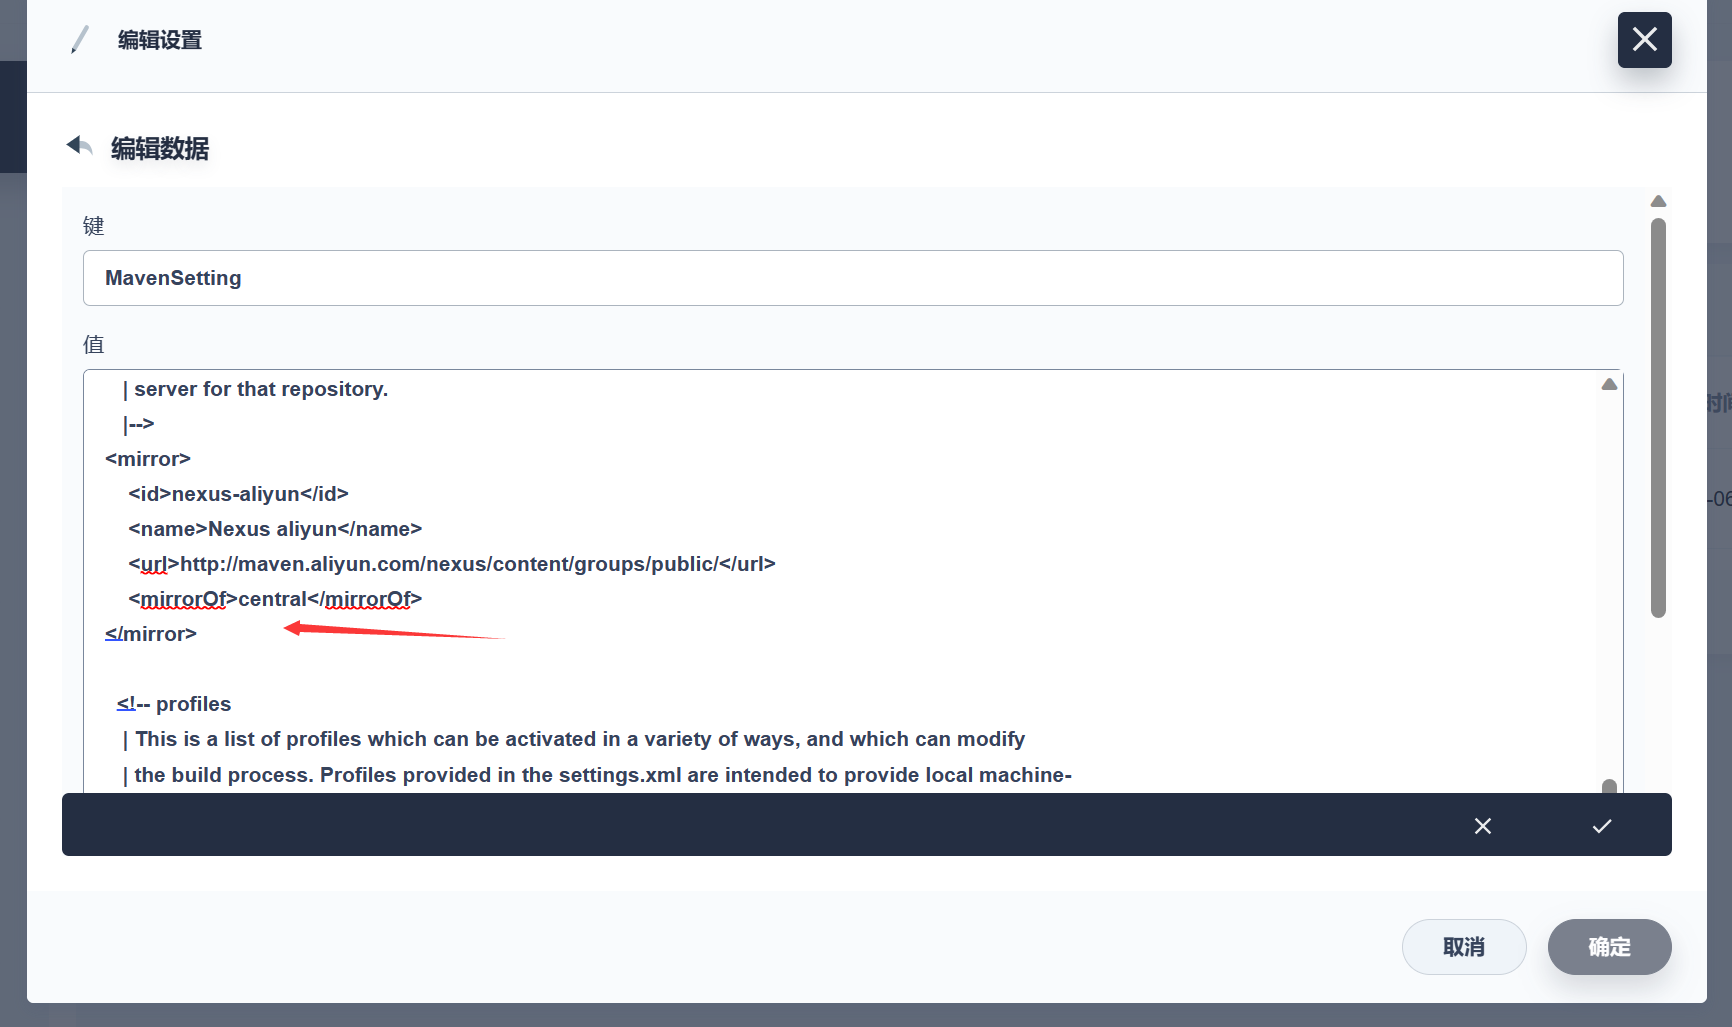 编辑设置
编辑数据
键
MavenSetting
值
| server for that repository.
|-->
<mirror>
<id>nexus-aliyun</id>
<name>Nexus aliyun</name>
<url>http://maven.aliyun.com/nexus/content/groups/public/</url>
<mirrorOf>central</mirrorOf>
</mirror>
<!-- profiles
| This is a list of profiles which can be activated in a variety of ways, and which can modify
| the build process. Profiles provided in the settings.xml are intended to provide local machine-
时间
-06
取消
确定